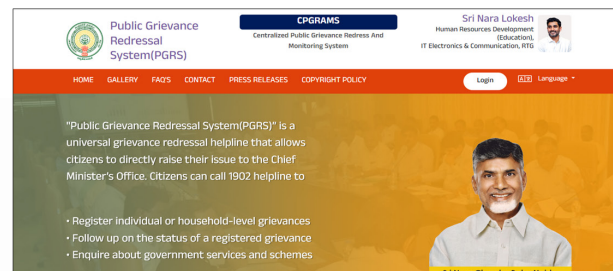 Public Grievance
Redressal
System(PGRS)
CPGRAMS
Centralized Public Grievance Redress And
Monitoring System
Sri Nara Lokesh
Human Resources Development
(Education),
IT Electronics & Communication, RTG
HOME GALLERY FAQ'S CONTACT PRESS RELEASES COPYRIGHT POLICY Login Language
"Public Grievance Redressal System(PGRS)" is a
universal grievance redressal helpline that allows
citizens to directly raise their issue to the Chief
Minister's Office. Citizens can call 1902 helpline to
• Register individual or household-level grievances
• Follow up on the status of a registered grievance
• Enquire about government services and schemes